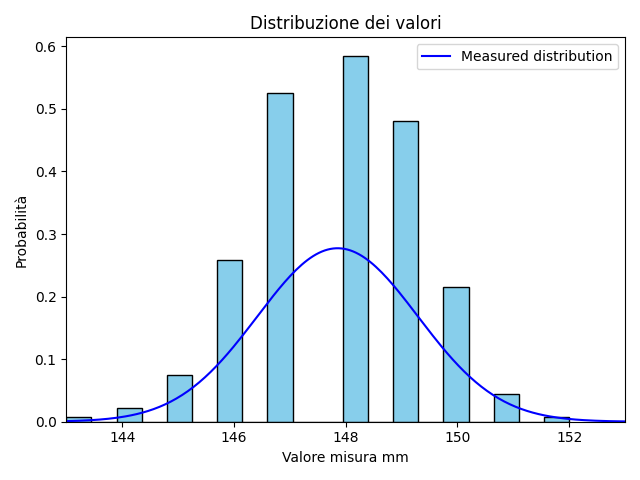 Distribuzione dei valori
Measured distribution
0.6
0.5
0.4
0.3
0.2
0.1
0.0
Probabilità
144 146 148 150 152
Valore misura mm